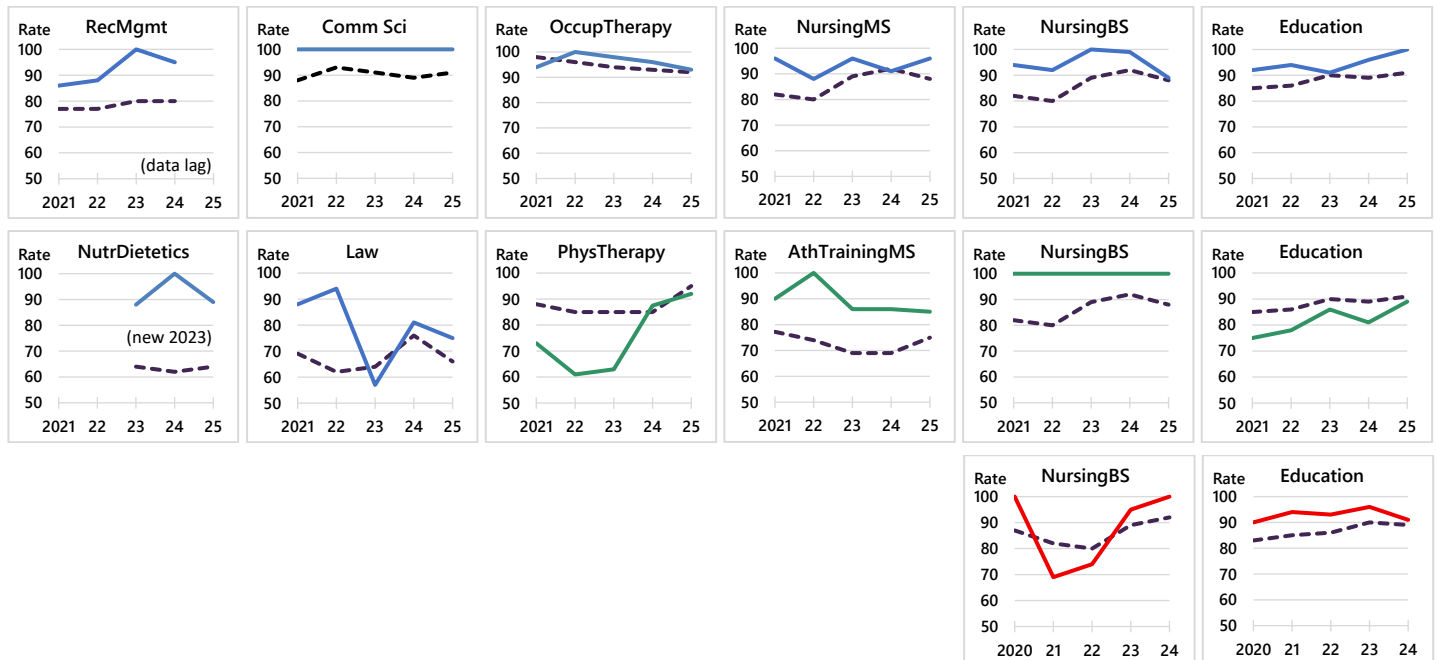 RecMgmt
Rate
100
90
80
70
60
50
(data lag)
2021 22 23 24 25
Comm Sci
Rate
100
90
80
70
60
50
2021 22 23 24 25
OccupTherapy
Rate
100
90
80
70
60
50
2021 22 23 24 25
NursingMS
Rate
100
90
80
70
60
50
2021 22 23 24 25
NursingBS
Rate
100
90
80
70
60
50
2021 22 23 24 25
Education
Rate
100
90
80
70
60
50
2021 22 23 24 25
NutrDietetics
Rate
100
90
80
70
60
50
(new 2023)
2021 22 23 24 25
Law
Rate
100
90
80
70
60
50
2021 22 23 24 25
PhysTherapy
Rate
100
90
80
70
60
50
2021 22 23 24 25
AthTrainingMS
Rate
100
90
80
70
60
50
2021 22 23 24 25
NursingBS
Rate
100
90
80
70
60
50
2021 22 23 24 25
Education
Rate
100
90
80
70
60
50
2021 22 23 24 25
NursingBS
Rate
100
90
80
70
60
50
2020 21 22 23 24
Education
Rate
100
90
80
70
60
50
2020 21 22 23 24